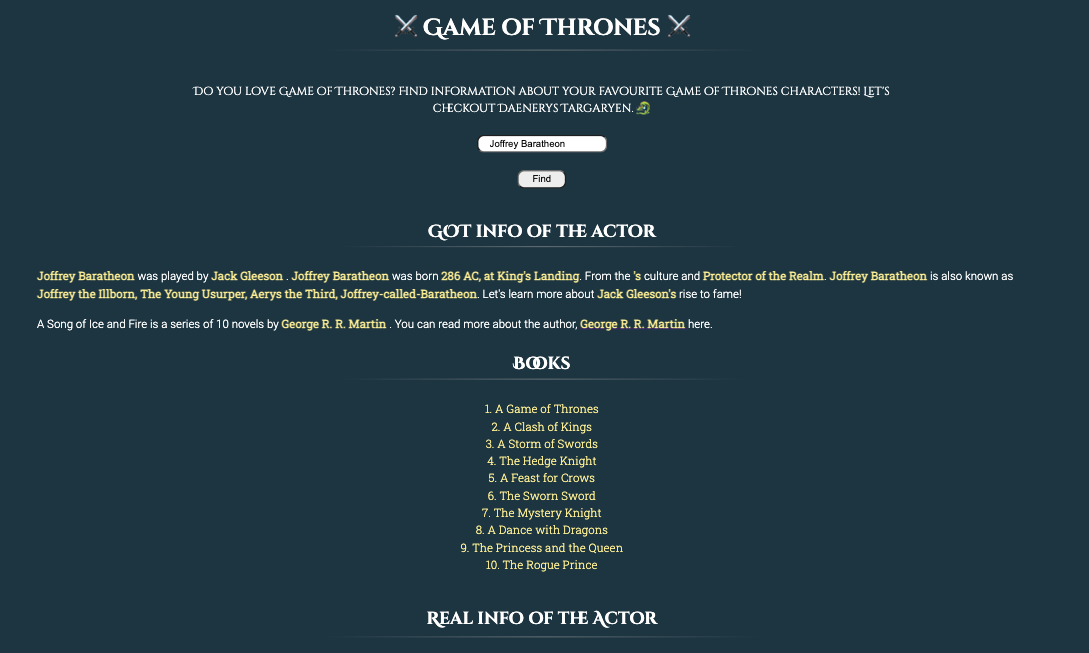 Game of Thrones
Do you love Game of Thrones? Find information about your favourite Game of Thrones characters! Let's
checkout Daenerys Targaryen.
Joffrey Baratheon
Find
GOT info of the actor
Joffrey Baratheon was played by Jack Gleeson . Joffrey Baratheon was born 286 AC, at King's Landing. From the 's culture and Protector of the Realm. Joffrey Baratheon is also known as
Joffrey the Illborn, The Young Usurper, Aerys the Third, Joffrey-called-Baratheon. Let's learn more about Jack Gleeson's rise to fame!
A Song of Ice and Fire is a series of 10 novels by George R. R. Martin . You can read more about the author, George R. R. Martin here.
Books
1. A Game of Thrones
2. A Clash of Kings
3. A Storm of Swords
4. The Hedge Knight
5. A Feast for Crows
6. The Sworn Sword
7. The Mystery Knight
8. A Dance with Dragons
9. The Princess and the Queen
10. The Rogue Prince
Real info of the Actor